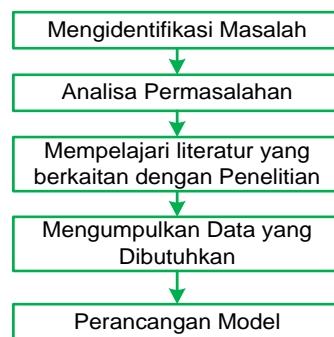 Mengidentifikasi Masalah
Analisa Permasalahan
Mempelajari literatur yang
berkaitan dengan Penelitian
Mengumpulkan Data yang
Dibutuhkan
Perancangan Model